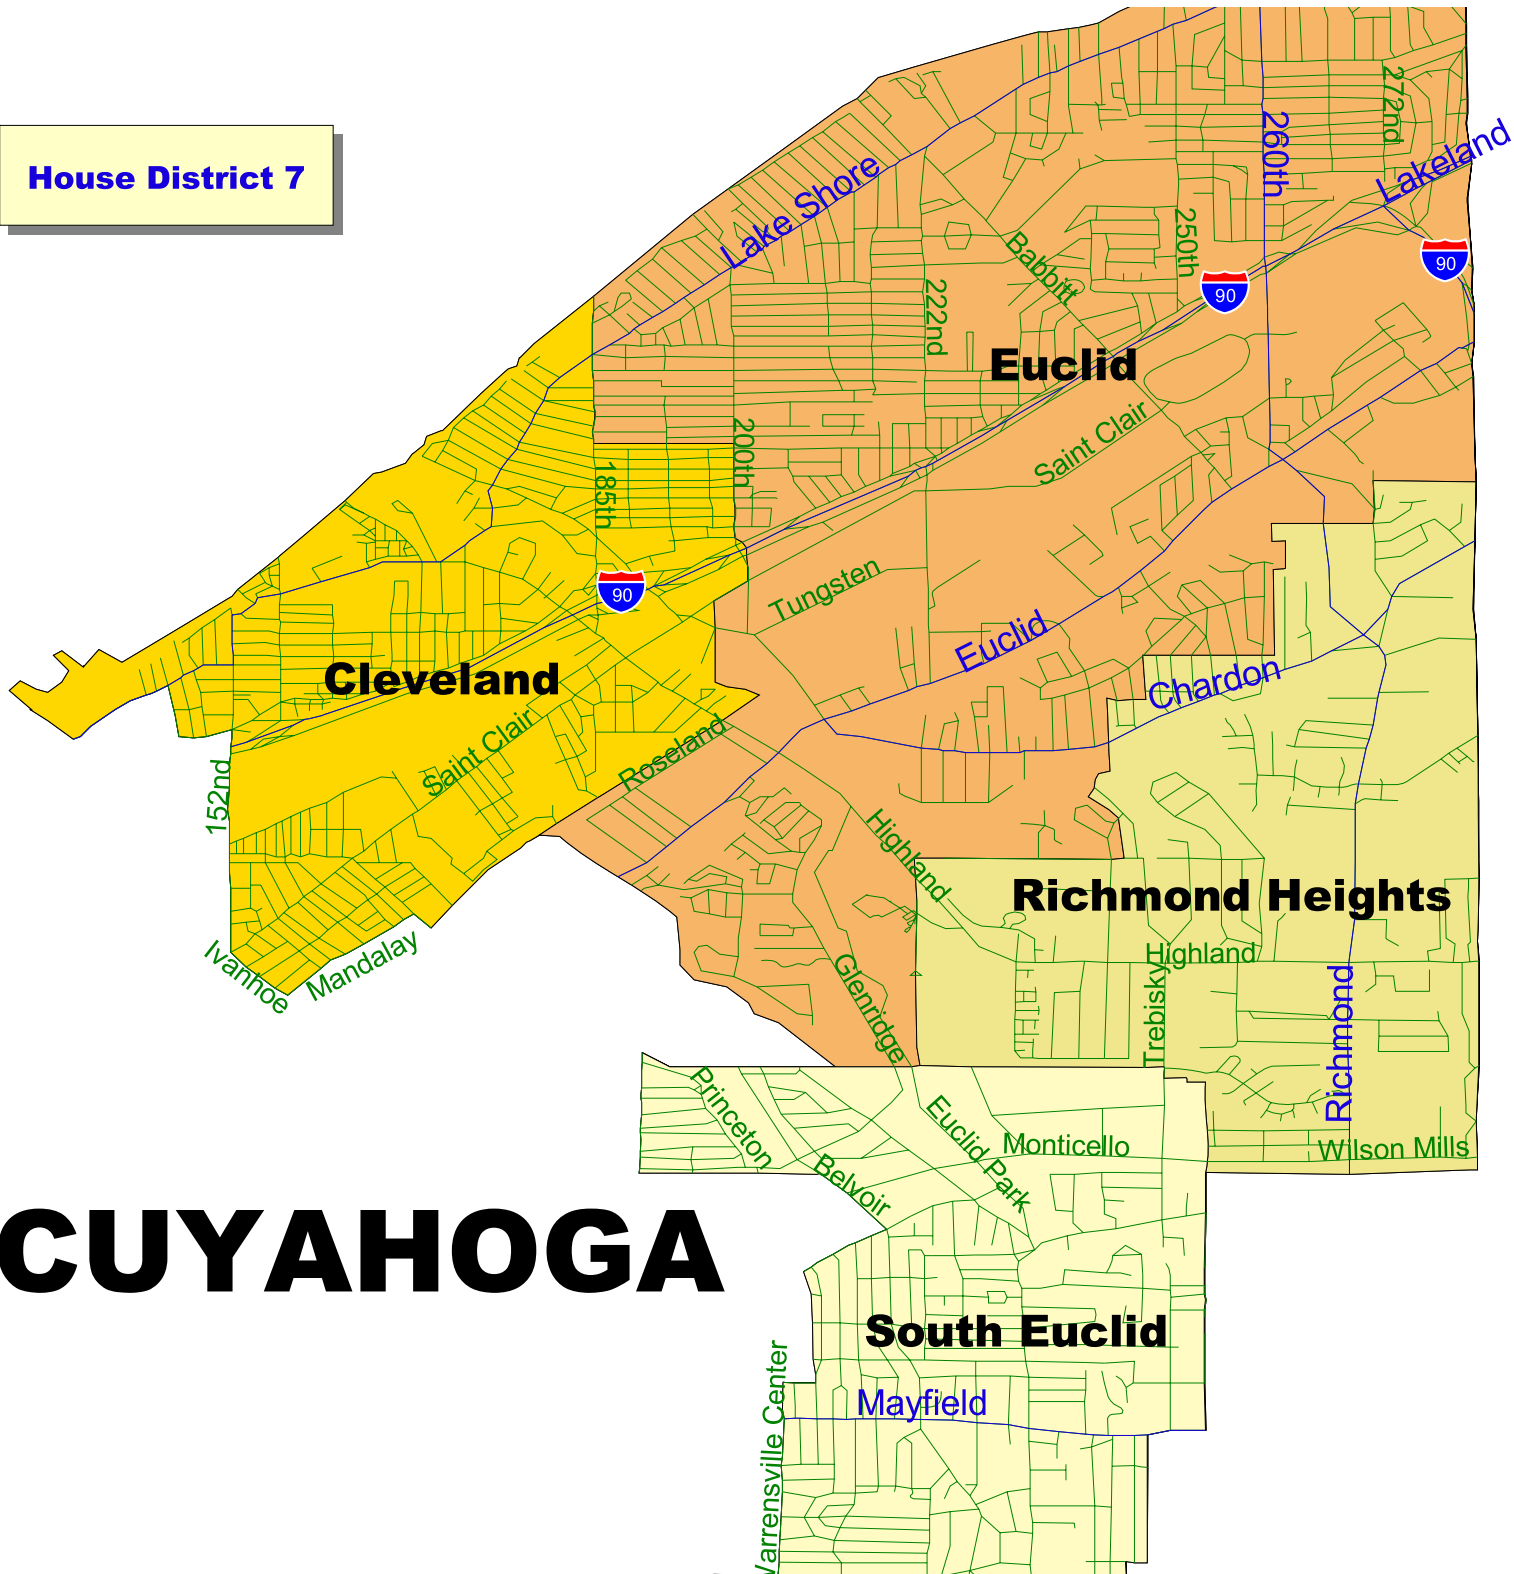 House District 7
272nd
260th
Lakeland
Lake Shore
250th
Babbitt
90
90
222nd
Euclid
Saint Clair
200th
185th
Tungsten
90
Euclid
Cleveland
Chardon
Saint Clair
Roseland
152nd
Highland
Richmond Heights
Ivanhoe
Mandalay
Highland
Glenridge
Trebisky
Richmond
Princeton
Euclid Park
Monticello
Wilson Mills
Belvoir
CUYAHOGA
South Euclid
Mayfield
Warrensville Center